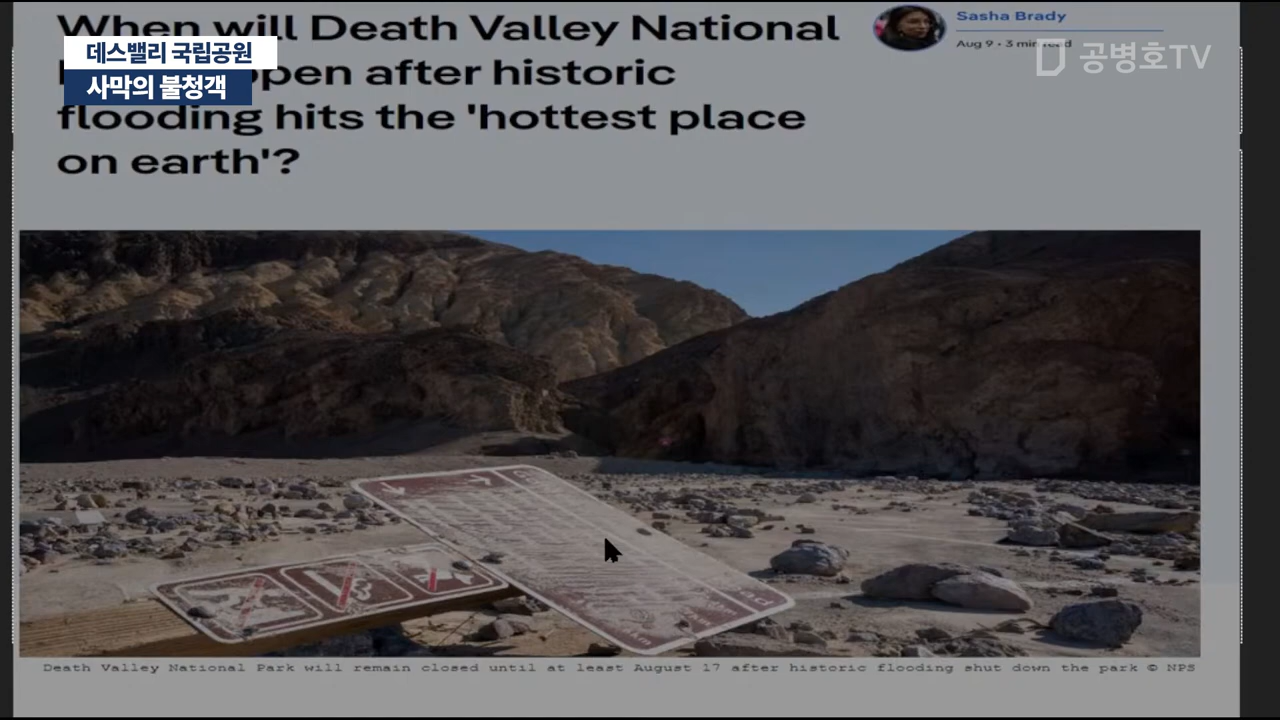 When will Death Valley National
데스밸리 국립공원
사막의 불청객
open after historic
flooding hits the 'hottest place
on earth'?
Sasha Brady
Aug 9 · 3 min read
공병호TV
Death Valley National Park will remain closed until at least August 17 after historic flooding shut down the park © NPS